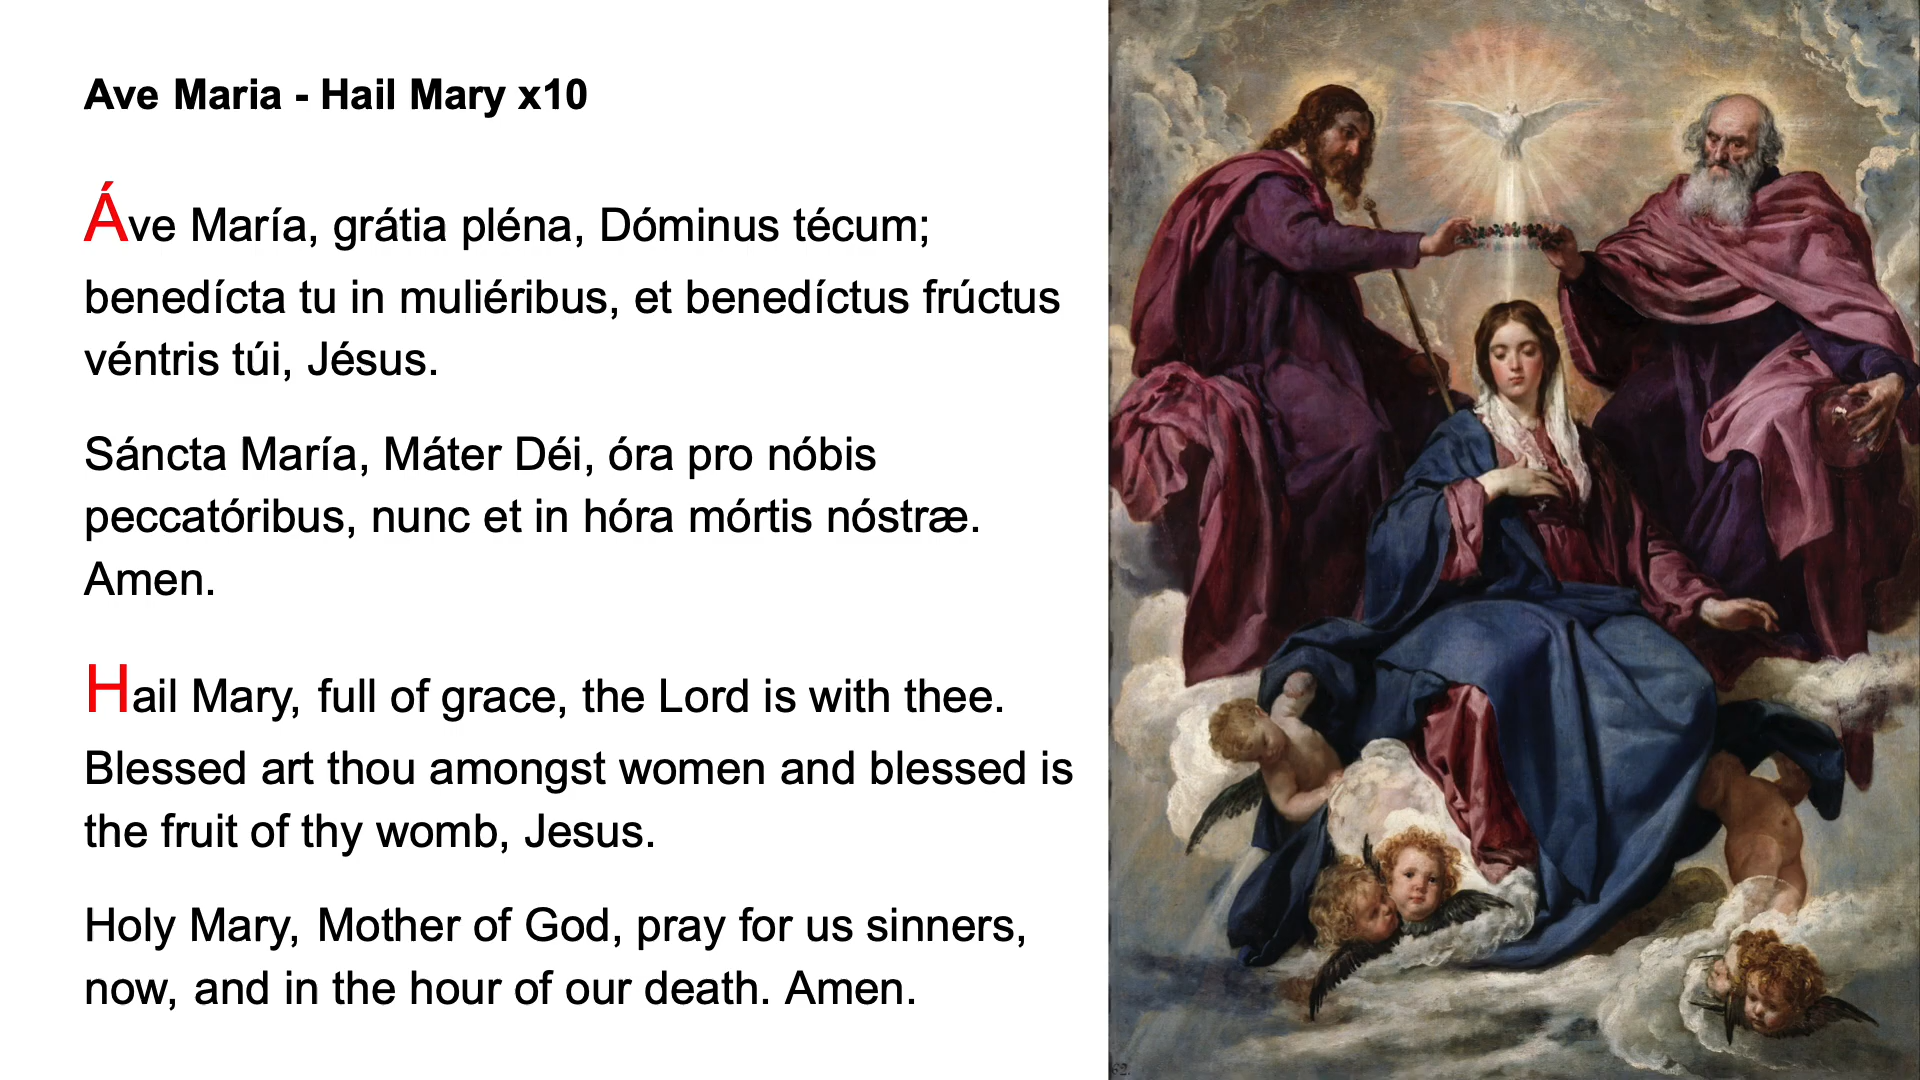 Ave Maria - Hail Mary x10
Áve María, grátia pléna, Dóminus técum;
benedícta tu in muliéribus, et benedíctus frúctus
véntris túi, Jésus.
Sáncta María, Máter Déi, óra pro nóbis
peccatóribus, nunc et in hóra mórtis nóstræ.
Amen.
Hail Mary, full of grace, the Lord is with thee.
Blessed art thou amongst women and blessed is
the fruit of thy womb, Jesus.
Holy Mary, Mother of God, pray for us sinners,
now, and in the hour of our death. Amen.
62.